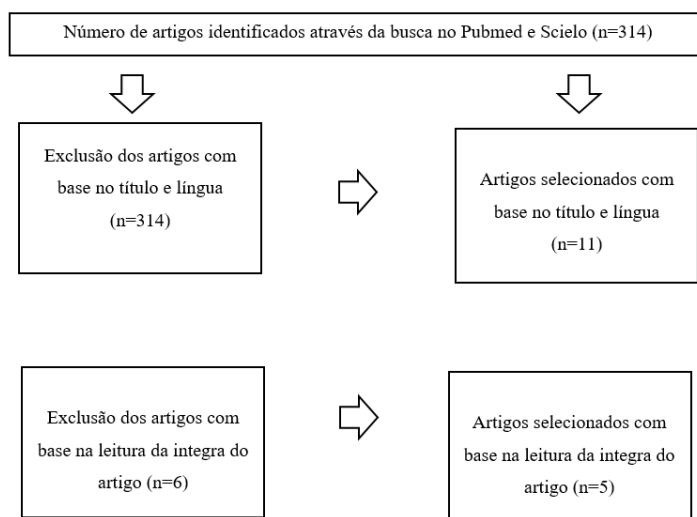 Número de artigos identificados através da busca no Pubmed e Scielo (n=314)
Exclusão dos artigos com
base no título e língua
(n=314)
Artigos selecionados com
base no título e língua
(n=11)
Exclusão dos artigos com
base na leitura da integra do
artigo (n=6)
Artigos selecionados com
base na leitura da integra do
artigo (n=5)